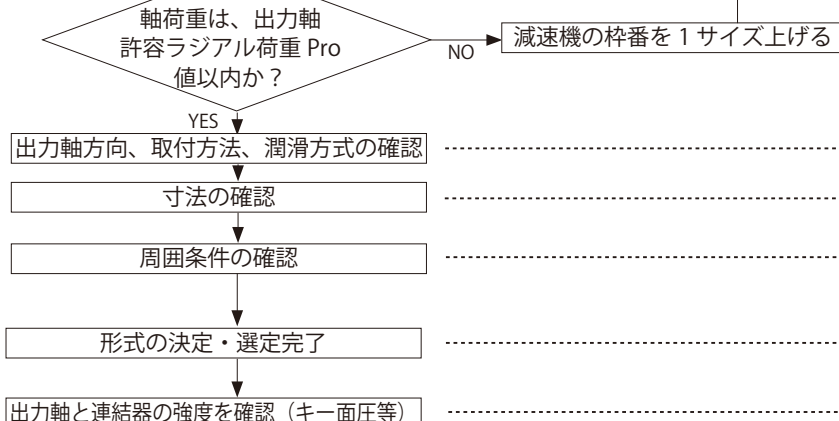 軸荷重は、出力軸
許容ラジアル荷重 Pro
値以内か？
NO
減速機の枠番を 1 サイズ上げる
YES
出力軸方向、取付方法、潤滑方式の確認
寸法の確認
周囲条件の確認
形式の決定・選定完了
出力軸と連結器の強度を確認（キー面圧等）